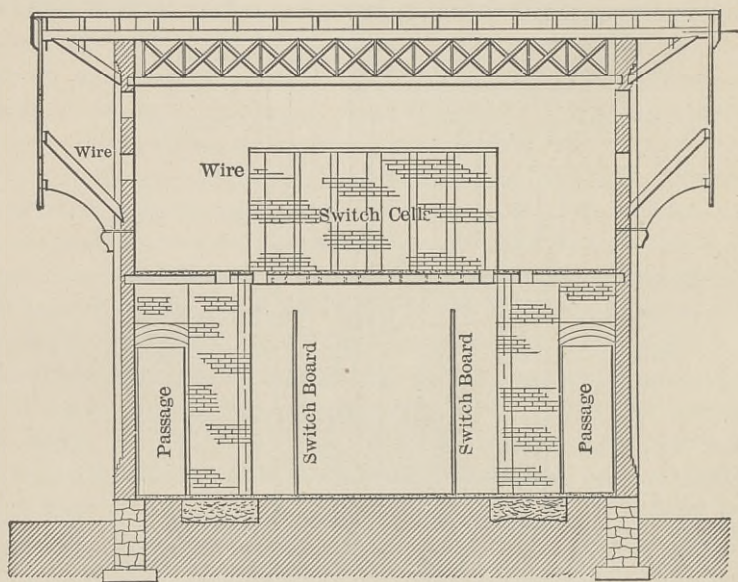 Wire
Wire
Switch Cells
Passage
Switch Board
Switch Board
Passage